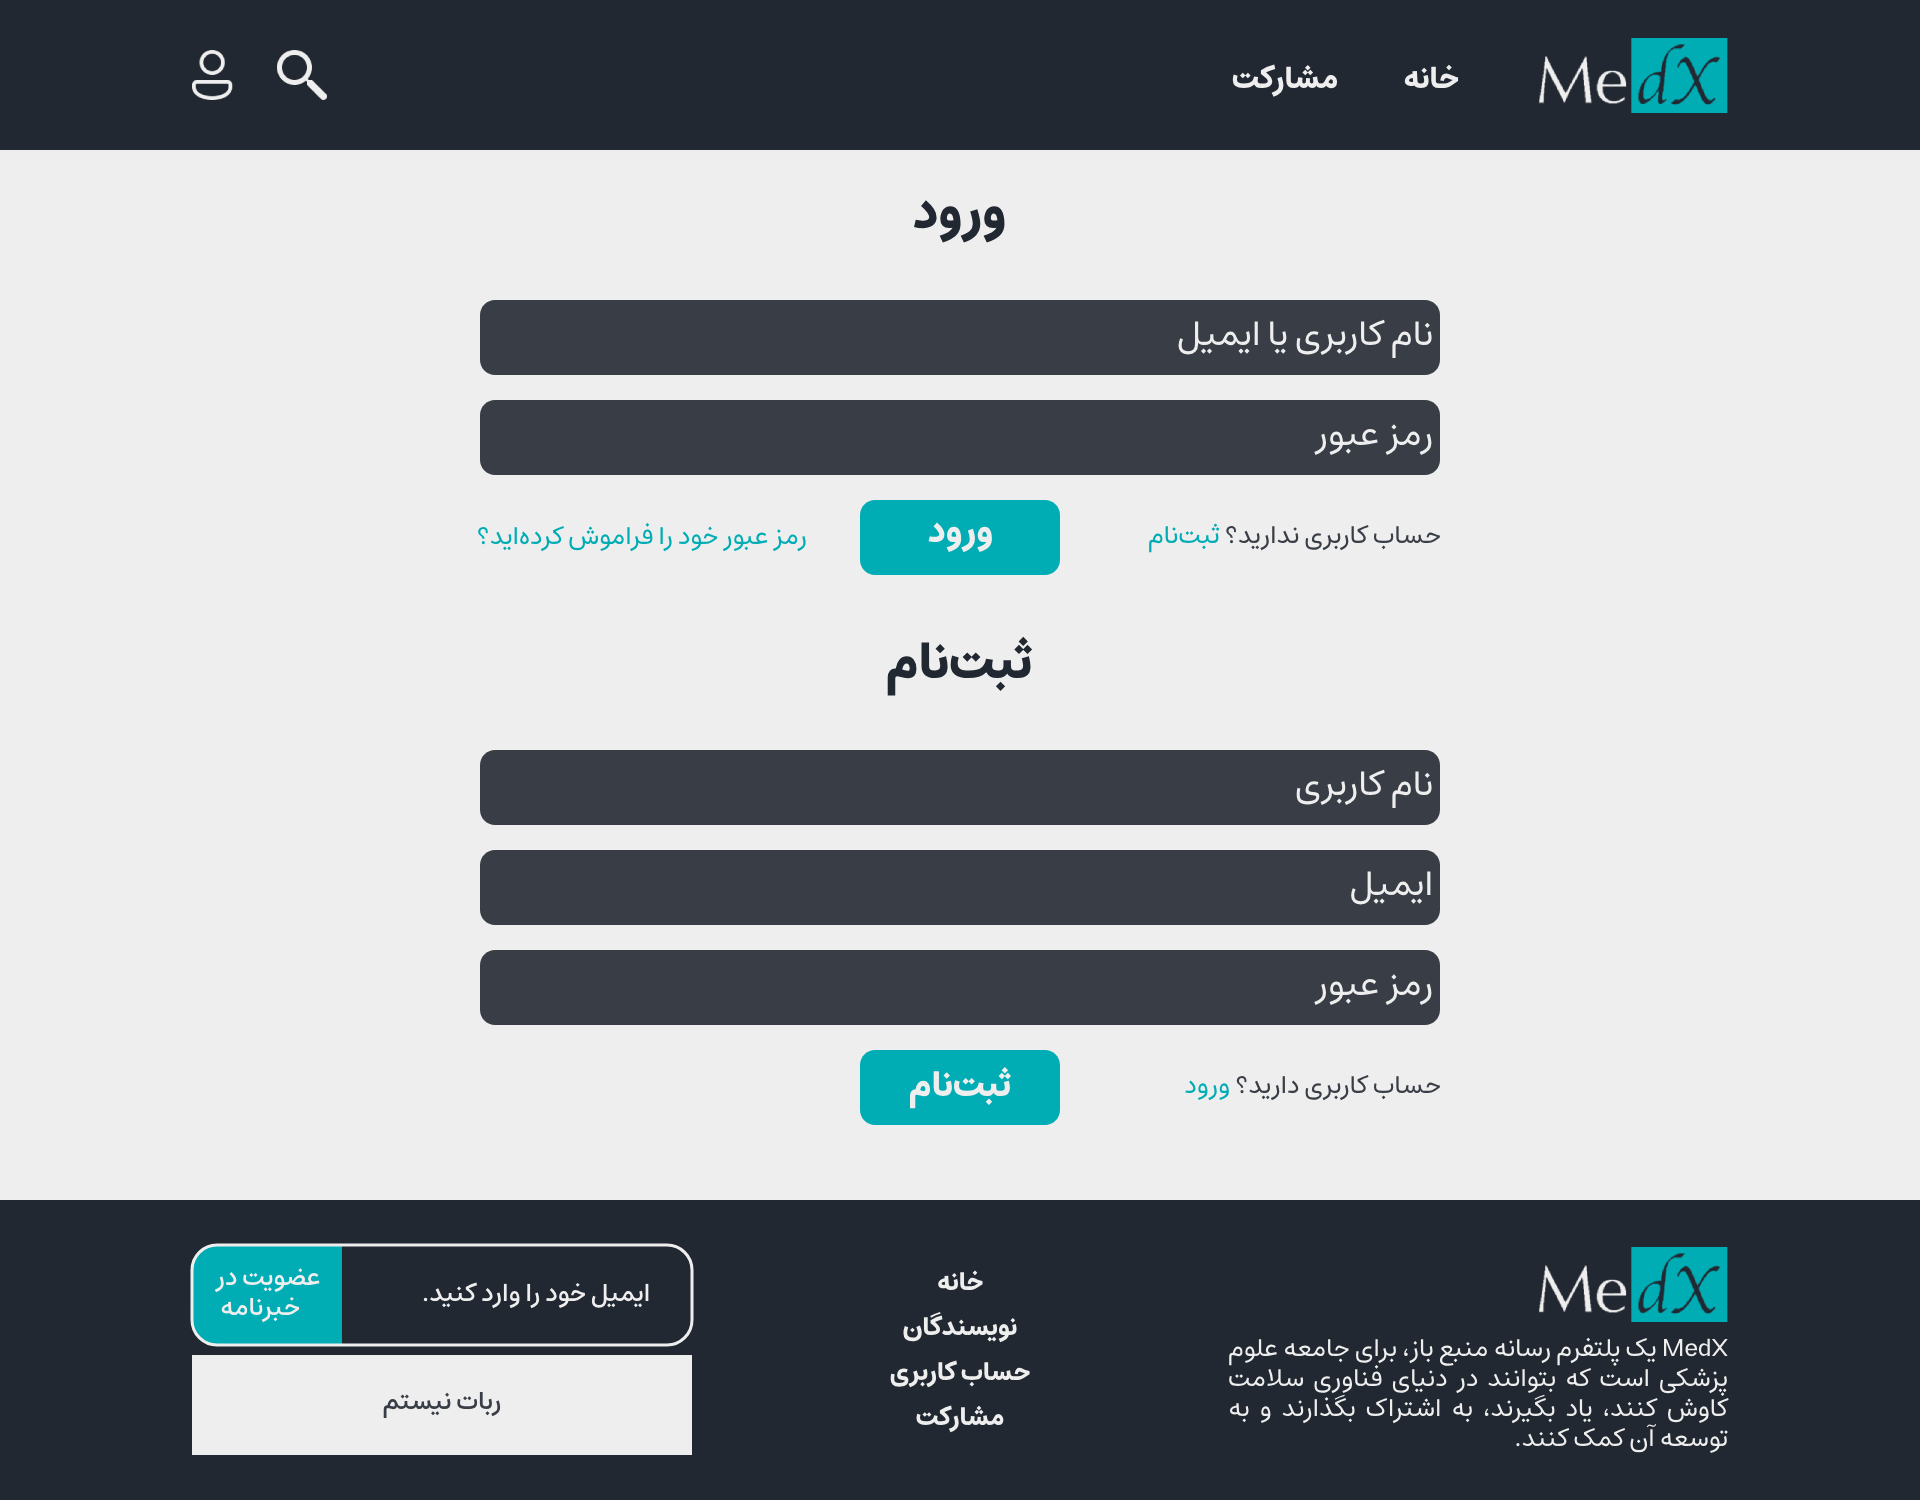 MedX
خانه
مشارکت
ورود
نام کاربری یا ایمیل
رمز عبور
حساب کاربری ندارید؟ ثبت‌نام
ورود
رمز عبور خود را فراموش کرده‌اید؟
ثبت‌نام
نام کاربری
ایمیل
رمز عبور
حساب کاربری دارید؟ ورود
ثبت‌نام
MedX
MedX یک پلتفرم رسانه منبع باز، برای جامعه علوم
پزشکی است که بتوانند در دنیای فناوری سلامت
کاوش کنند، یاد بگیرند، به اشتراک بگذارند و به
توسعه آن کمک کنند.
خانه
نویسندگان
حساب کاربری
مشارکت
ایمیل خود را وارد کنید.
عضویت در
خبرنامه
ربات نیستم